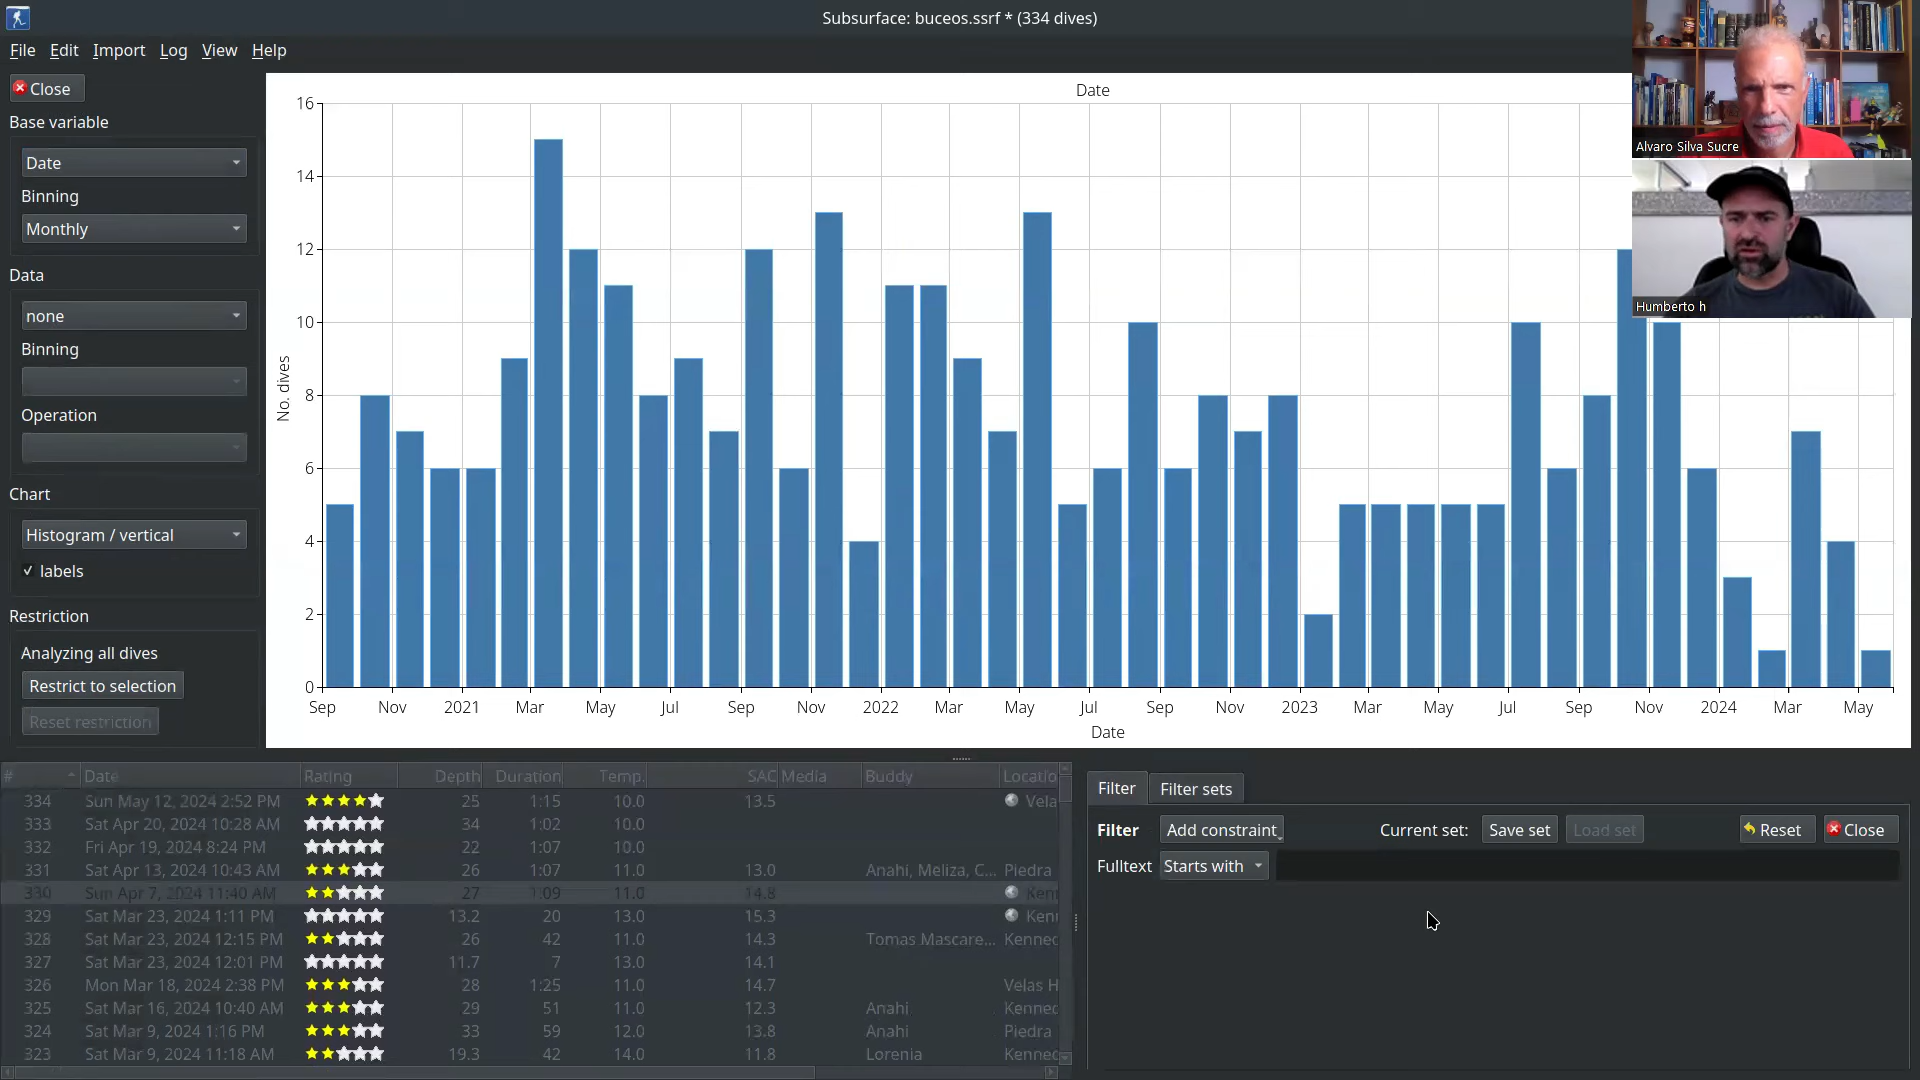 Subsurface: buceos.ssrf * (334 dives)
File Edit Import Log View Help
Close
Base variable
Date
Binning
Monthly
Data
none
Binning
Operation
Chart
Histogram / vertical
labels
Restriction
Analyzing all dives
Restrict to selection
Reset restriction
Date
No. dives
16
14
12
10
8
6
4
2
0
Sep Nov 2021 Mar May Jul Sep Nov 2022 Mar May Jul Sep Nov 2023 Mar May Jul Sep Nov 2024 Mar May
Date
Alvaro Silva Sucre
Humberto h
# Date Rating Depth Duration Temp. SAC Media Buddy Locatio
334 Sun May 12, 2024 2:52 PM 25 1:15 10.0 13.5 Vela
333 Sat Apr 20, 2024 10:28 AM 34 1:02 10.0
332 Fri Apr 19, 2024 8:24 PM 22 1:07 10.0
331 Sat Apr 13, 2024 10:43 AM 26 1:07 11.0 13.0 Anahi, Meliza, C... Piedra
330 Sun Apr 7, 2024 11:40 AM 27 1:09 11.0 14.8 Ken
329 Sat Mar 23, 2024 1:11 PM 13.2 20 13.0 15.3 Ken
328 Sat Mar 23, 2024 12:15 PM 26 42 11.0 14.3 Tomas Mascare... Kennec
327 Sat Mar 23, 2024 12:01 PM 11.7 7 13.0 14.1
326 Mon Mar 18, 2024 2:38 PM 28 1:25 11.0 14.7 Velas H
325 Sat Mar 16, 2024 10:40 AM 29 51 11.0 12.3 Anahi Kennec
324 Sat Mar 9, 2024 1:16 PM 33 59 12.0 13.8 Anahi Piedra
323 Sat Mar 9, 2024 11:18 AM 19.3 42 14.0 11.8 Lorenia Kennec
Filter Filter sets
Filter Add constraint Current set: Save set Load set Reset Close
Fulltext Starts with